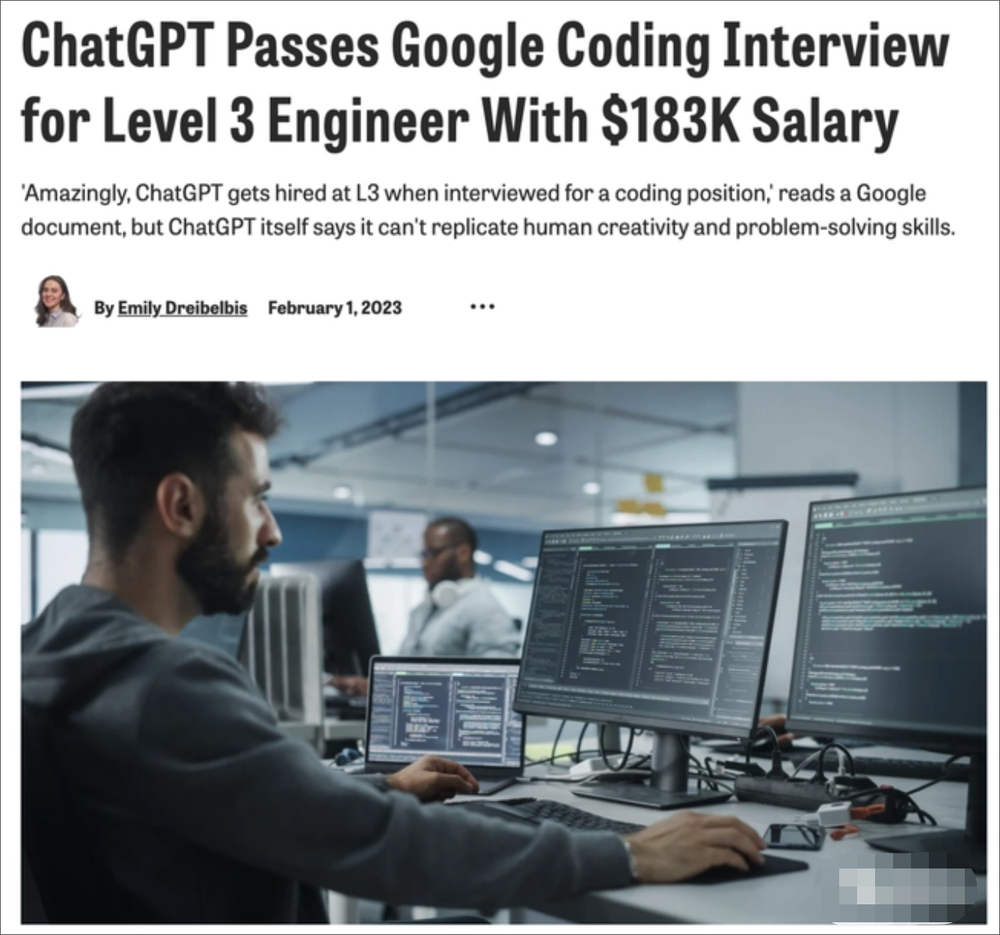 ChatGPT Passes Google Coding Interview
for Level 3 Engineer With $183K Salary
'Amazingly, ChatGPT gets hired at L3 when interviewed for a coding position,' reads a Google
document, but ChatGPT itself says it can't replicate human creativity and problem-solving skills.
By Emily Dreibelbis February 1, 2023